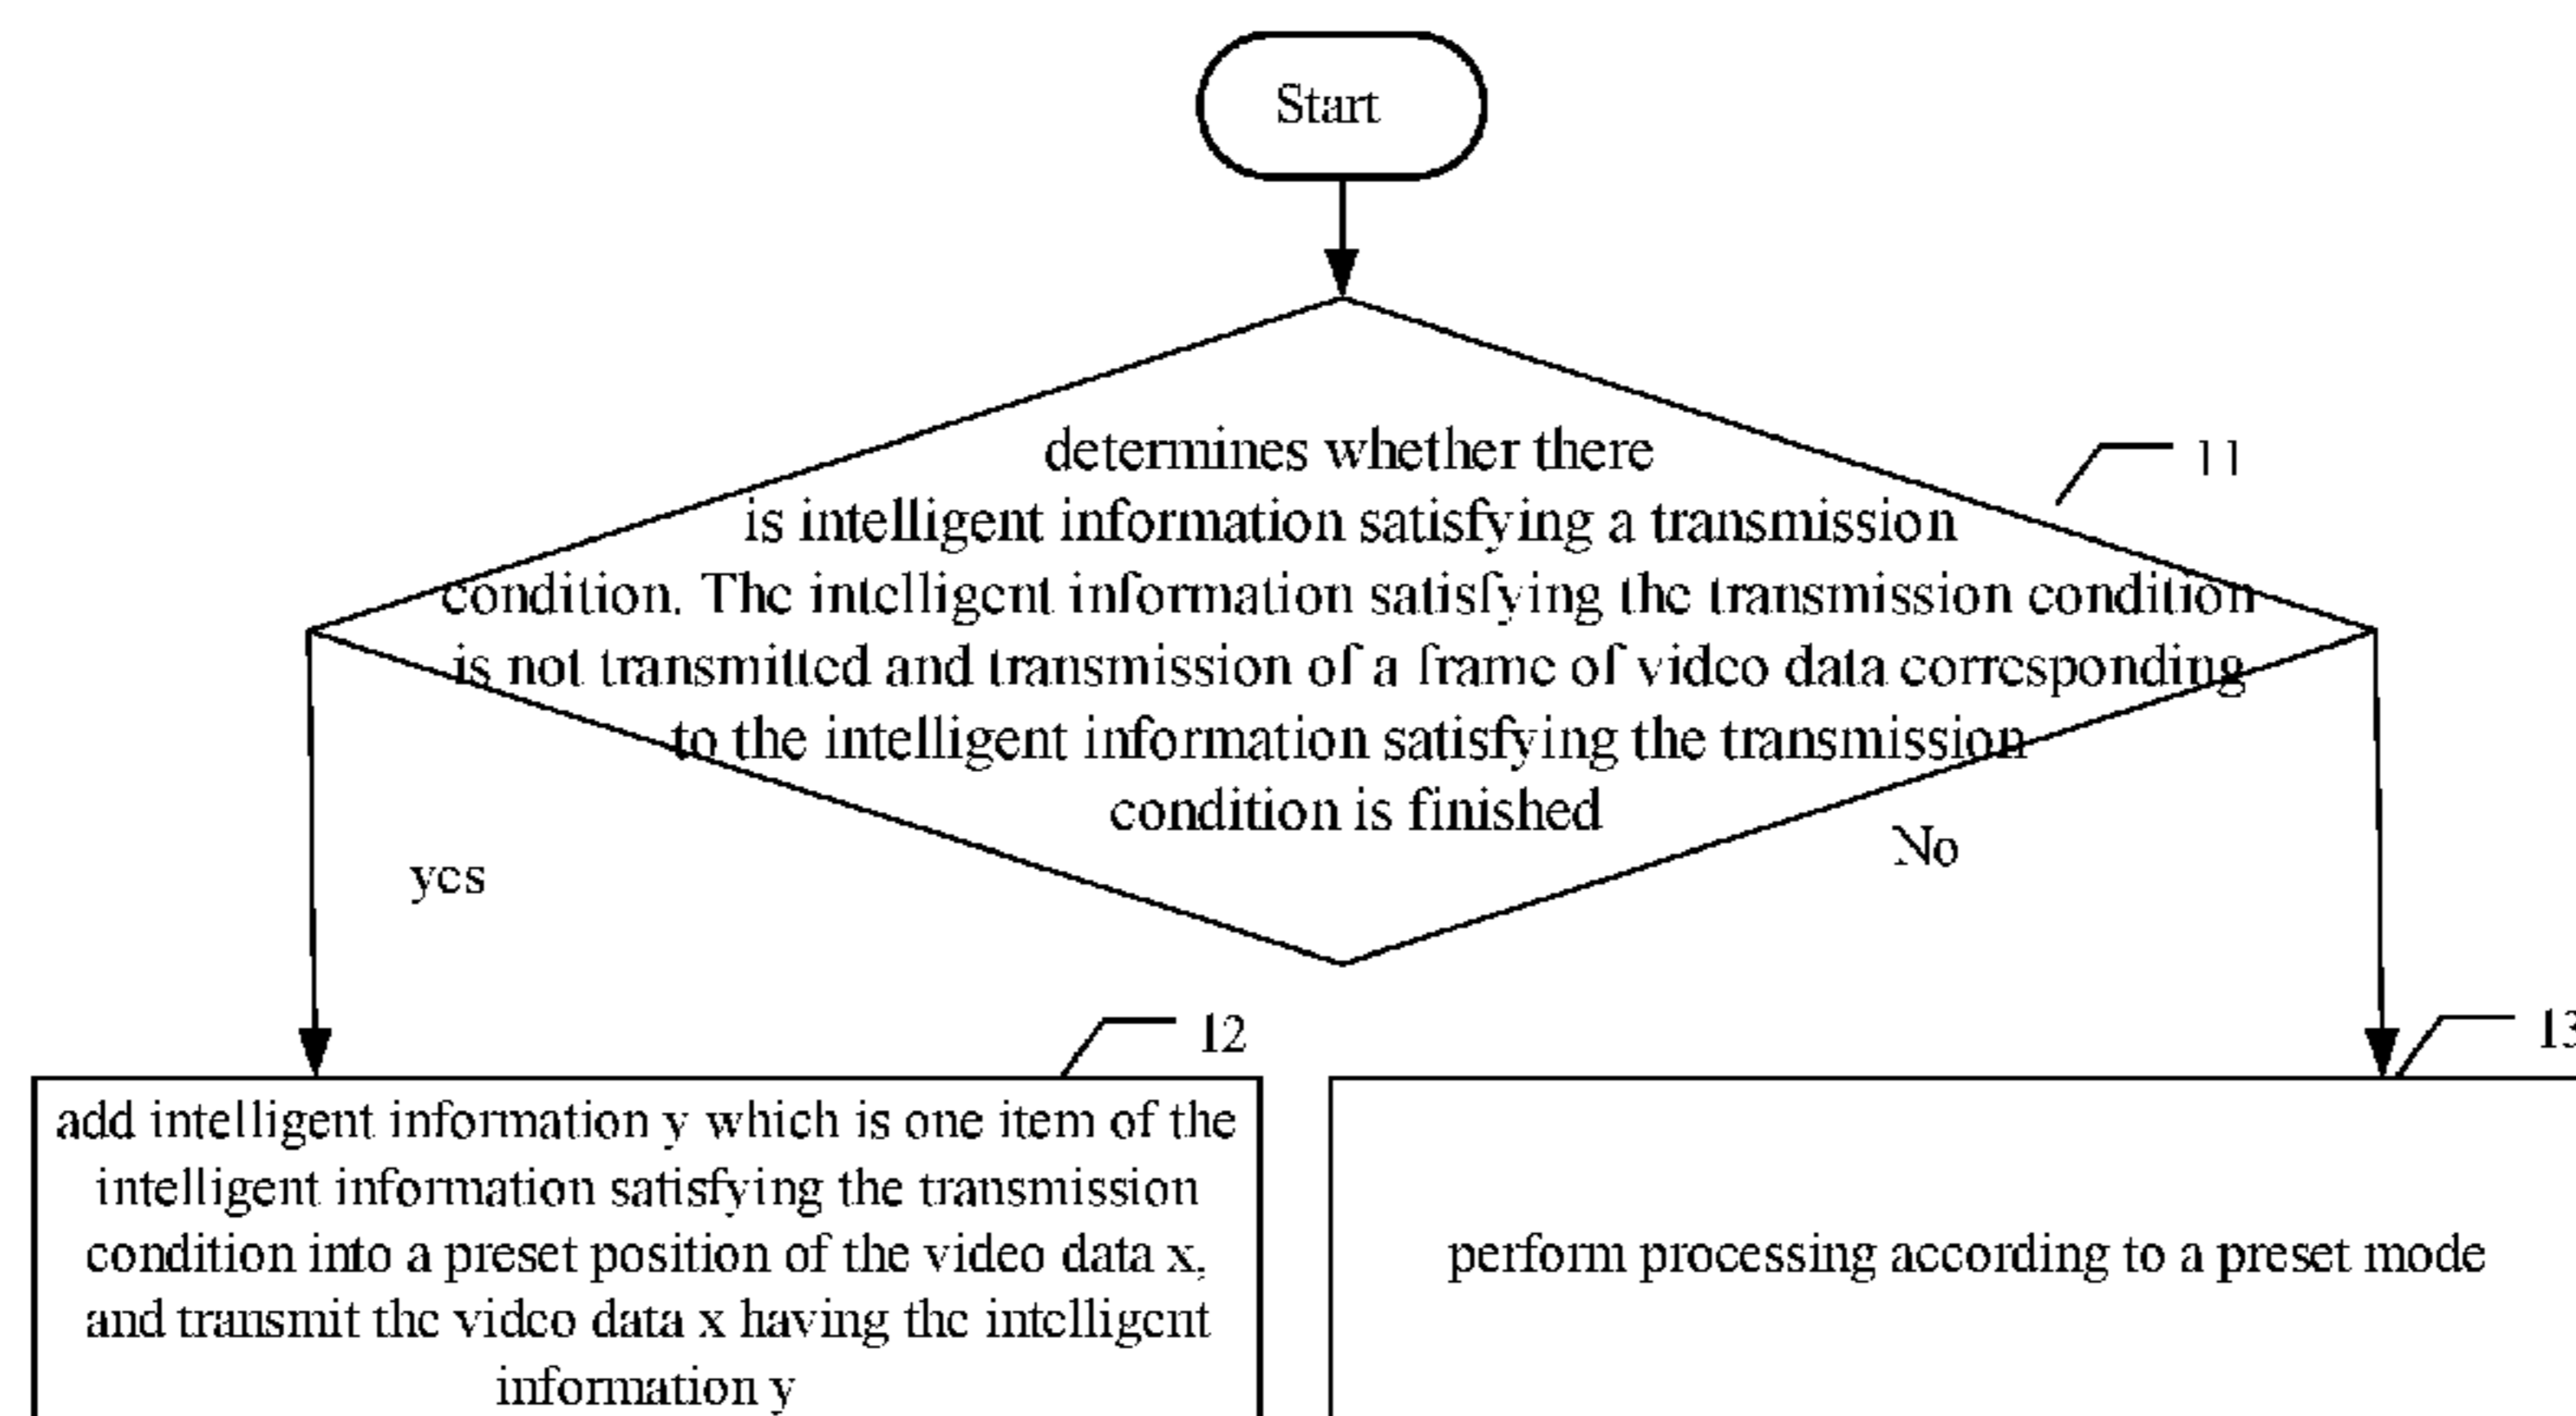 Start
determines whether there
11
is intelligent information satisfying a transmission
condition. The intelligent information satisfying the transmission condition
is not transmitted and transmission of a frame of video data corresponding
to the intelligent information satisfying the transmission
condition is finished
No
yes
12
13
add intelligent information y which is one item of the
intelligent information satisfying the transmission
condition into a preset position of the video data x,
and transmit the video data x having the intelligent
information y
perform processing according to a preset mode